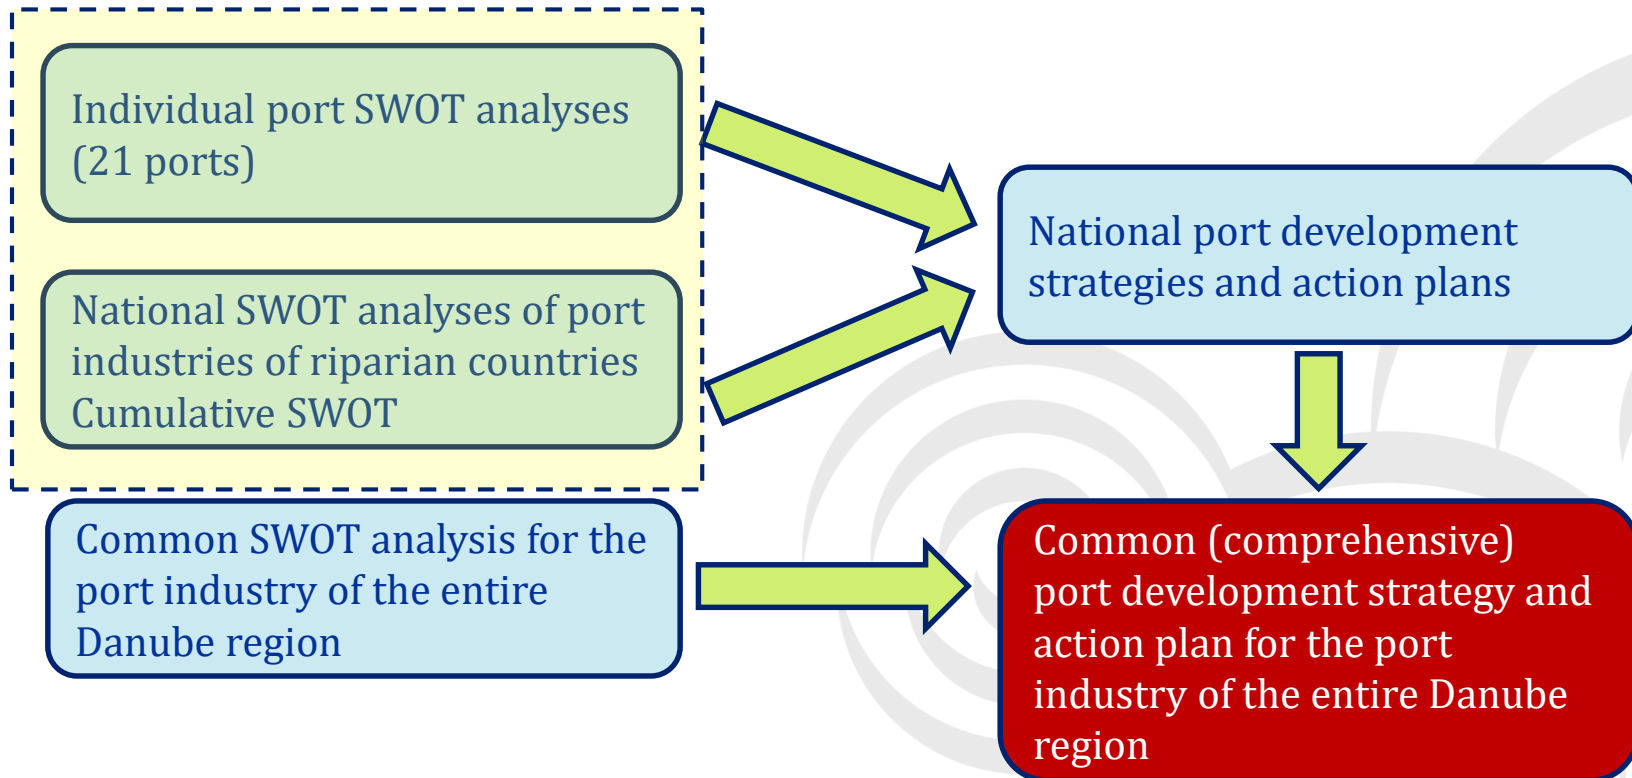 Individual port SWOT analyses
(21 ports)
National SWOT analyses of port
industries of riparian countries
Cumulative SWOT
Common SWOT analysis for the
port industry of the entire
Danube region
National port development
strategies and action plans
Common (comprehensive)
port development strategy and
action plan for the port
industry of the entire Danube
region